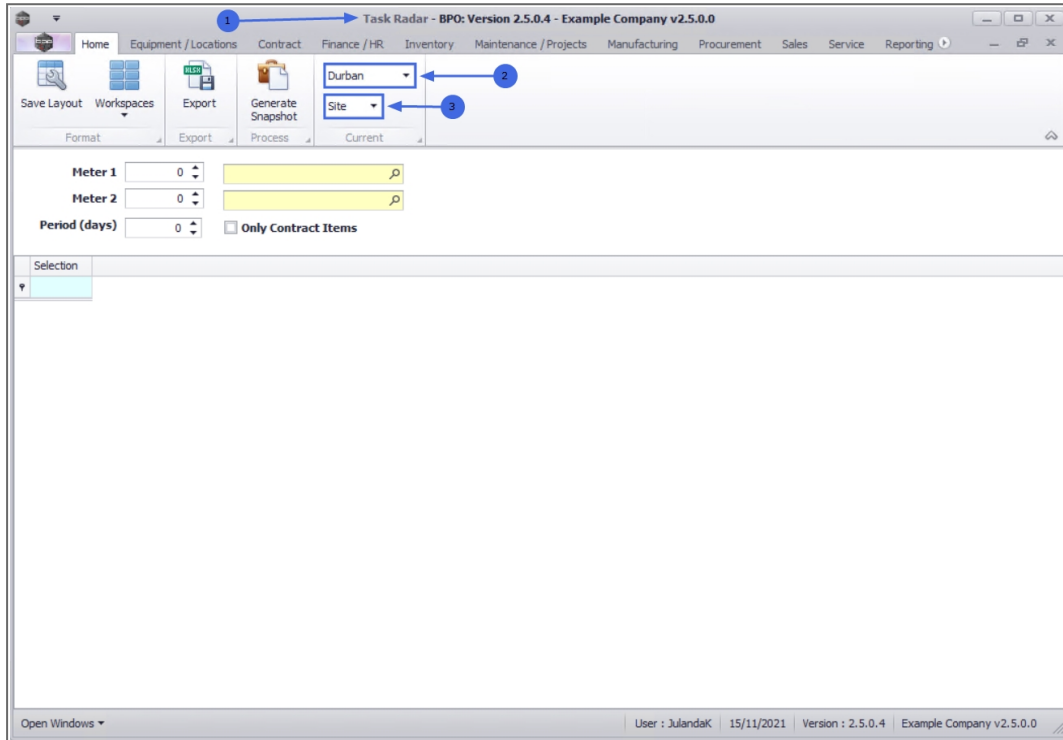 1
Task Radar - BPO: Version 2.5.0.4 - Example Company v2.5.0.0
Home Equipment / Locations Contract Finance / HR Inventory Maintenance / Projects Manufacturing Procurement Sales Service Reporting
XLSX
Durban
2
Save Layout Workspaces Export Generate Snapshot
Site
3
Format Export Process Current
Meter 1 0
Meter 2 0
Period (days) 0 Only Contract Items
Selection
Open Windows User : JulandaK 15/11/2021 Version : 2.5.0.4 Example Company v2.5.0.0